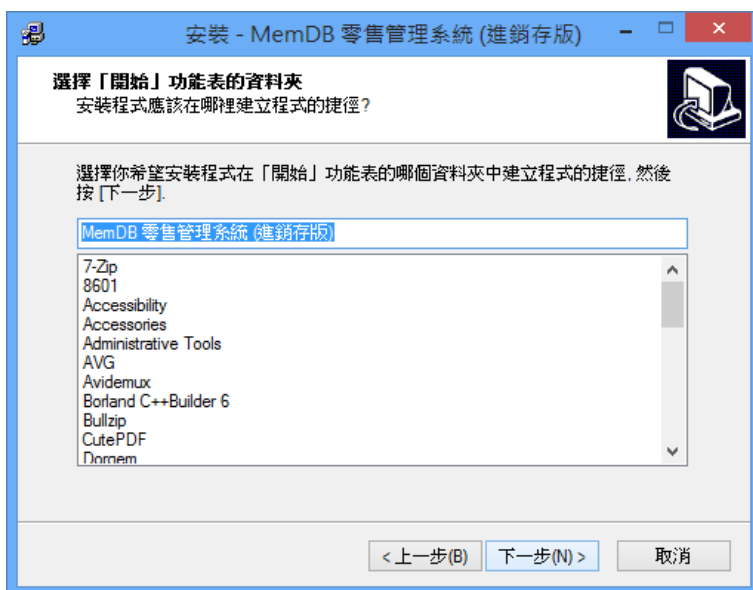 安裝 - MemDB 零售管理系統 (進銷存版)
選擇「開始」功能表的資料夾
安裝程式應該在哪裡建立程式的捷徑?
選擇你希望安裝程式在「開始」功能表的哪個資料夾中建立程式的捷徑, 然後
按 [下一步].
MemDB 零售管理系統 (進銷存版)
7-Zip
8601
Accessibility
Accessories
Administrative Tools
AVG
Avidemux
Borland C++Builder 6
Bullzip
CutePDF
Dorgem
< 上一步(B)
下一步(N) >
取消